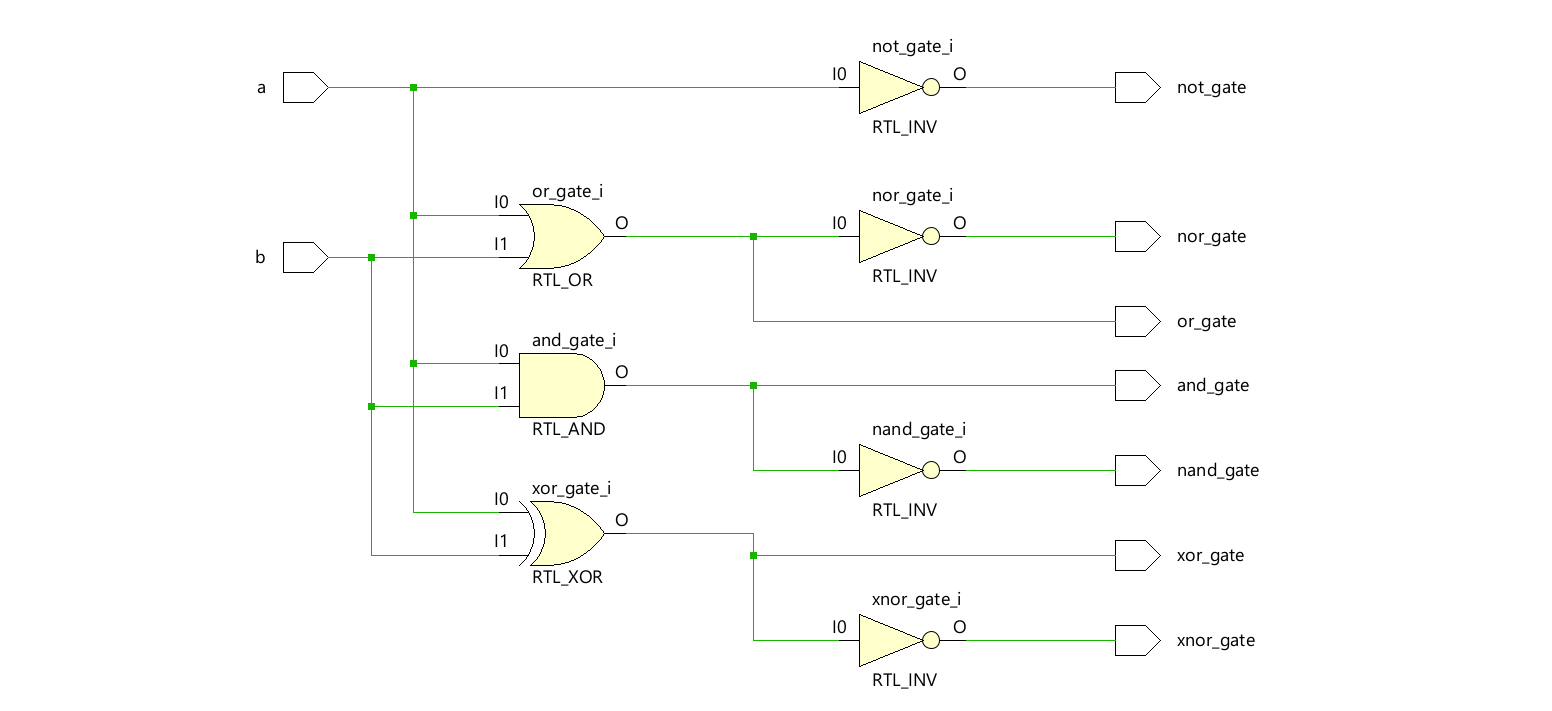 not_gate_i
a
I0
O
not_gate
RTL_INV
or_gate_i
nor_gate_i
I0
O
I0
O
nor_gate
I1
b
RTL_OR
RTL_INV
or_gate
and_gate_i
I0
O
and_gate
I1
RTL_AND
nand_gate_i
I0
O
nand_gate
xor_gate_i
I0
O
RTL_INV
I1
xor_gate
RTL_XOR
xnor_gate_i
I0
O
xnor_gate
RTL_INV